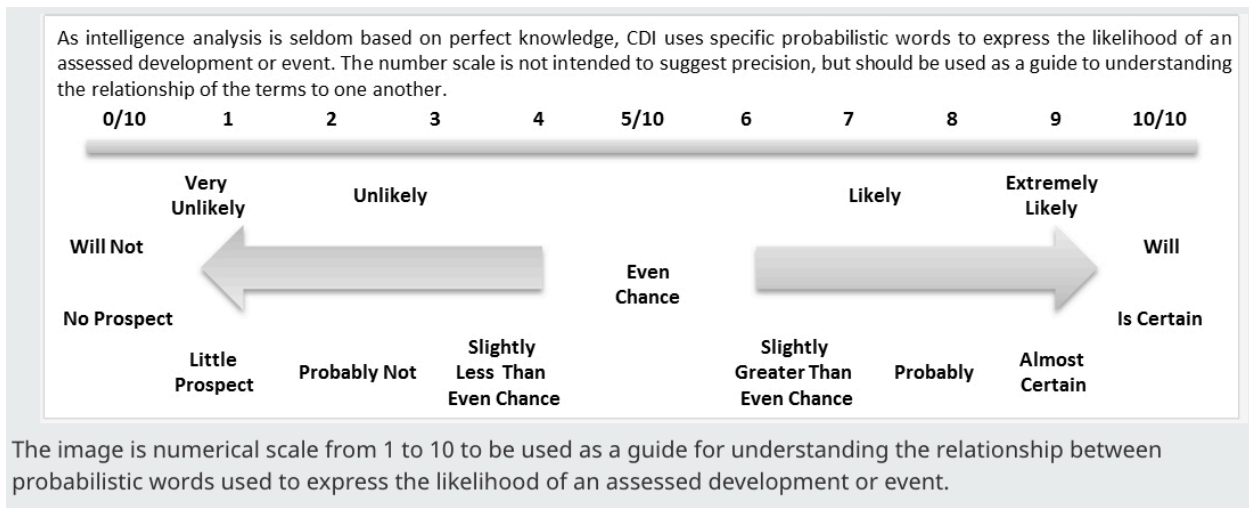 As intelligence analysis is seldom based on perfect knowledge, CDI uses specific probabilistic words to express the likelihood of an
assessed development or event. The number scale is not intended to suggest precision, but should be used as a guide to understanding
the relationship of the terms to one another.
0/10 1 2 3 4 5/10 6 7 8 9 10/10
Very
Unlikely
Unlikely
Likely
Extremely
Likely
Will Not
Will
Even
Chance
No Prospect
Is Certain
Little
Prospect
Probably Not
Slightly
Less Than
Even Chance
Slightly
Greater Than
Even Chance
Probably
Almost
Certain
The image is numerical scale from 1 to 10 to be used as a guide for understanding the relationship between
probabilistic words used to express the likelihood of an assessed development or event.